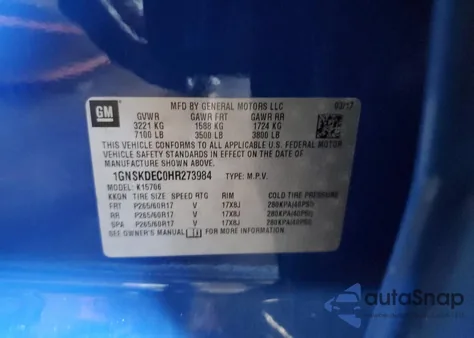 GM
MFD BY GENERAL MOTORS LLC 03/17
GVWR GAWR FRT GAWR RR
3221 KG 1588 KG 1724 KG
7100 LB 3500 LB 3800 LB
THIS VEHICLE CONFORMS TO ALL APPLICABLE U.S. FEDERAL MOTOR
VEHICLE SAFETY STANDARDS IN EFFECT ON THE DATE OF
MANUFACTURE SHOWN ABOVE.
1GNSKDEC0HR273984 TYPE: M.P.V.
MODEL: K15706
TIRE SIZE SPEED RTG RIM COLD TIRE PRESSURE
FRT P265/60R17 V 17X8J 280KPA(40PSI)
RR P265/60R17 V 17X8J 280KPA(40PSI)
SPA P265/60R17 V 17X8J 280KPA(40PSI)
SEE OWNER'S MANUAL
autoSnap